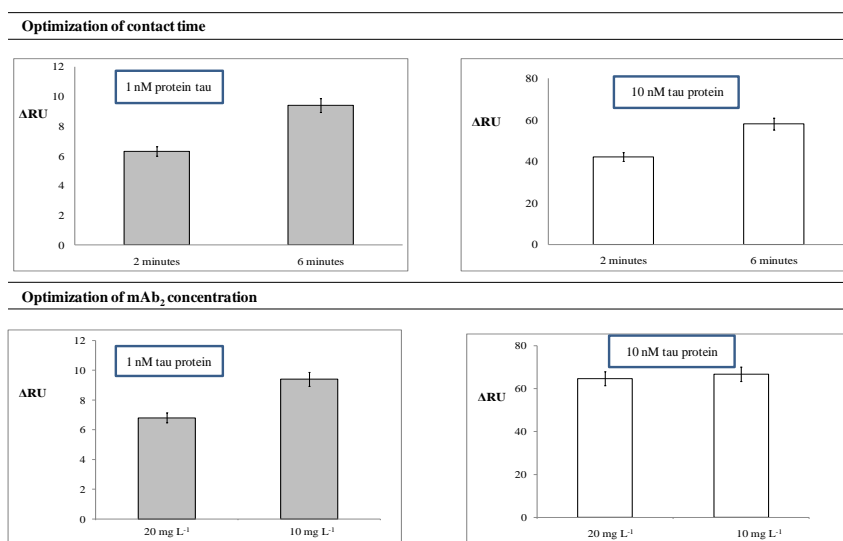 Optimization of contact time
1 nM protein tau
ΔRU
12
10
8
6
4
2
0
2 minutes 6 minutes
10 nM tau protein
ΔRU
80
60
40
20
0
2 minutes 6 minutes
Optimization of mAb₂ concentration
1 nM tau protein
ΔRU
12
10
8
6
4
2
0
20 mg L⁻¹ 10 mg L⁻¹
10 nM tau protein
ΔRU
80
60
40
20
0
20 mg L⁻¹ 10 mg L⁻¹